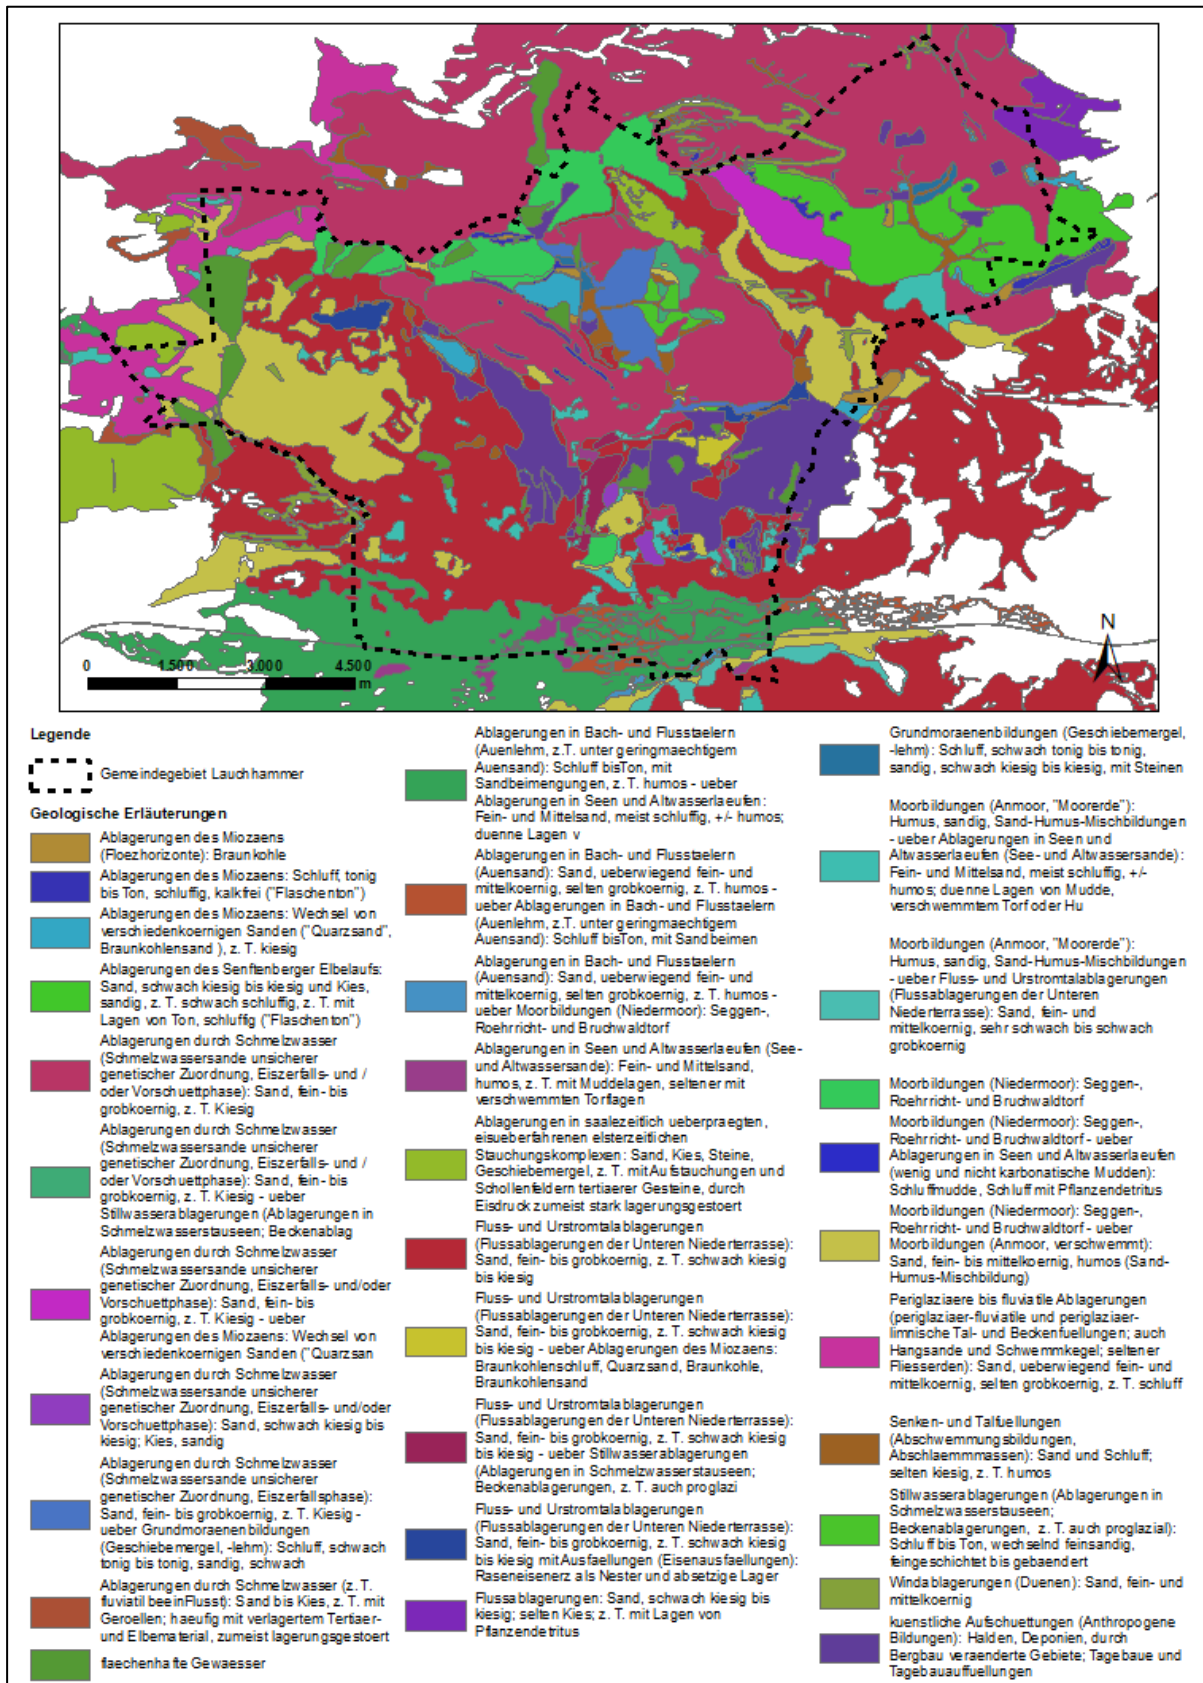 N
0 1.500 3.000 4.500
m
Legende
Gemeindegebiet Lauchhammer
Geologische Erläuterungen
Ablagerungen des Miozaens
(Floezhorizonte): Braunkohle
Ablagerungen des Miozaens: Schluff, tonig
bis Ton, schluffig, kalkfrei ("Flaschenton")
Ablagerungen des Miozaens: Wechsel von
verschiedenkoernigen Sanden ("Quarzsand",
Braunkohlensand ), z. T. kiesig
Ablagerungen des Senftenberger Elbelaufs:
Sand, schwach kiesig bis kiesig und Kies,
sandig, z. T. schwach schluffig, z. T. mit
Lagen von Ton, schluffig ("Flaschenton")
Ablagerungen durch Schmelzwasser
(Schmelzwassersande unsicherer
genetischer Zuordnung, Eiszerfalls- und /
oder Vorschuettphase): Sand, fein- bis
grobkoernig, z. T. Kiesig
Ablagerungen durch Schmelzwasser
(Schmelzwassersande unsicherer
genetischer Zuordnung, Eiszerfalls- und /
oder Vorschuettphase): Sand, fein- bis
grobkoernig, z. T. Kiesig - ueber
Stillwasserablagerungen (Ablagerungen in
Schmelzwasserstauseen; Beckenablag
Ablagerungen durch Schmelzwasser
(Schmelzwassersande unsicherer
genetischer Zuordnung, Eiszerfalls- und/oder
Vorschuettphase): Sand, fein- bis
grobkoernig, z. T. Kiesig - ueber
Ablagerungen des Miozaens: Wechsel von
verschiedenkoernigen Sanden ("Quarzsan
Ablagerungen durch Schmelzwasser
(Schmelzwassersande unsicherer
genetischer Zuordnung, Eiszerfalls- und/oder
Vorschuettphase): Sand, schwach kiesig bis
kiesig; Kies, sandig
Ablagerungen durch Schmelzwasser
(Schmelzwassersande unsicherer
genetischer Zuordnung, Eiszerfallsphase):
Sand, fein- bis grobkoernig, z. T. Kiesig -
ueber Grundmoraenenbildungen
(Geschiebemergel, -lehm): Schluff, schwach
tonig bis tonig, sandig, schwach
Ablagerungen durch Schmelzwasser (z. T.
fluviatil beeinFlusst): Sand bis Kies, z. T. mit
Geroellen; haeufig mit verlagertem Tertiaer-
und Elbematerial, zumeist lagerungsgestoert
flaechenhafte Gewaesser
Ablagerungen in Bach- und Flusstaelern
(Auenlehm, z.T. unter geringmaechtigem
Auensand): Schluff bisTon, mit
Sandbeimengungen, z. T. humos - ueber
Ablagerungen in Seen und Altwasserlaeufen:
Fein- und Mittelsand, meist schluffig, +/- humos;
duenne Lagen v
Ablagerungen in Bach- und Flusstaelern
(Auensand): Sand, ueberwiegend fein- und
mittelkoernig, selten grobkoernig, z. T. humos -
ueber Ablagerungen in Bach- und Flusstaelern
(Auenlehm, z.T. unter geringmaechtigem
Auensand): Schluff bisTon, mit Sandbeimen
Ablagerungen in Bach- und Flusstaelern
(Auensand): Sand, ueberwiegend fein- und
mittelkoernig, selten grobkoernig, z. T. humos -
ueber Moorbildungen (Niedermoor): Seggen-,
Roehrricht- und Bruchwaldtorf
Ablagerungen in Seen und Altwasserlaeufen (See-
und Altwassersande): Fein- und Mittelsand,
humos, z. T. mit Muddelagen, seltener mit
verschwemmten Torflagen
Ablagerungen in saalezeitlich ueberpraegten,
eisueberfahrenen elsterzeitlichen
Stauchungskomplexen: Sand, Kies, Steine,
Geschiebemergel, z. T. mit Aufstauchungen und
Schollenfeldern tertiaerer Gesteine, durch
Eisdruck zumeist stark lagerungsgestoert
Fluss- und Urstromtalablagerungen
(Flussablagerungen der Unteren Niederterrasse):
Sand, fein- bis grobkoernig, z. T. schwach kiesig
bis kiesig
Fluss- und Urstromtalablagerungen
(Flussablagerungen der Unteren Niederterrasse):
Sand, fein- bis grobkoernig, z. T. schwach kiesig
bis kiesig - ueber Ablagerungen des Miozaens:
Braunkohlenschluff, Quarzsand, Braunkohle,
Braunkohlensand
Fluss- und Urstromtalablagerungen
(Flussablagerungen der Unteren Niederterrasse):
Sand, fein- bis grobkoernig, z. T. schwach kiesig
bis kiesig - ueber Stillwasserablagerungen
(Ablagerungen in Schmelzwasserstauseen;
Beckenablagerungen, z. T. auch proglazi
Fluss- und Urstromtalablagerungen
(Flussablagerungen der Unteren Niederterrasse):
Sand, fein- bis grobkoernig, z. T. schwach kiesig
bis kiesig mit Ausfaellungen (Eisenausfaellungen):
Raseneisenerz als Nester und absetzige Lager
Flussablagerungen: Sand, schwach kiesig bis
kiesig; selten Kies; z. T. mit Lagen von
Pflanzendetritus
Grundmoraenenbildungen (Geschiebemergel,
-lehm): Schluff, schwach tonig bis tonig,
sandig, schwach kiesig bis kiesig, mit Steinen
Moorbildungen (Anmoor, "Moorerde"):
Humus, sandig, Sand-Humus-Mischbildungen
- ueber Ablagerungen in Seen und
Altwasserlaeufen (See- und Altwassersande):
Fein- und Mittelsand, meist schluffig, +/-
humos; duenne Lagen von Mudde,
verschwemmtem Torf oder Hu
Moorbildungen (Anmoor, "Moorerde"):
Humus, sandig, Sand-Humus-Mischbildungen
- ueber Fluss- und Urstromtalablagerungen
(Flussablagerungen der Unteren
Niederterrasse): Sand, fein- und
mittelkoernig, sehr schwach bis schwach
grobkoernig
Moorbildungen (Niedermoor): Seggen-,
Roehrricht- und Bruchwaldtorf
Moorbildungen (Niedermoor): Seggen-,
Roehrricht- und Bruchwaldtorf - ueber
Ablagerungen in Seen und Altwasserlaeufen
(wenig und nicht karbonatische Mudden):
Schluffmudde, Schluff mit Pflanzendetritus
Moorbildungen (Niedermoor): Seggen-,
Roehrricht- und Bruchwaldtorf - ueber
Moorbildungen (Anmoor, verschwemmt):
Sand, fein- bis mittelkoernig, humos (Sand-
Humus-Mischbildung)
Periglaziaere bis fluviatile Ablagerungen
(periglaziaer-fluviatile und periglaziaer-
limnische Tal- und Beckenfuellungen; auch
Hangsande und Schwemmkegel; seltener
Fliesserden): Sand, ueberwiegend fein- und
mittelkoernig, selten grobkoernig, z. T. schluff
Senken- und Talfuellungen
(Abschwemmungsbildungen,
Abschlaemmmassen): Sand und Schluff;
selten kiesig, z. T. humos
Stillwasserablagerungen (Ablagerungen in
Schmelzwasserstauseen;
Beckenablagerungen, z. T. auch proglazial):
Schluff bis Ton, wechselnd feinsandig,
feingeschichtet bis gebaendert
Windablagerungen (Duenen): Sand, fein- und
mittelkoernig
kuenstliche Aufschuettungen (Anthropogene
Bildungen): Halden, Deponien, durch
Bergbau veraenderte Gebiete; Tagebaue und
Tagebauauffuellungen